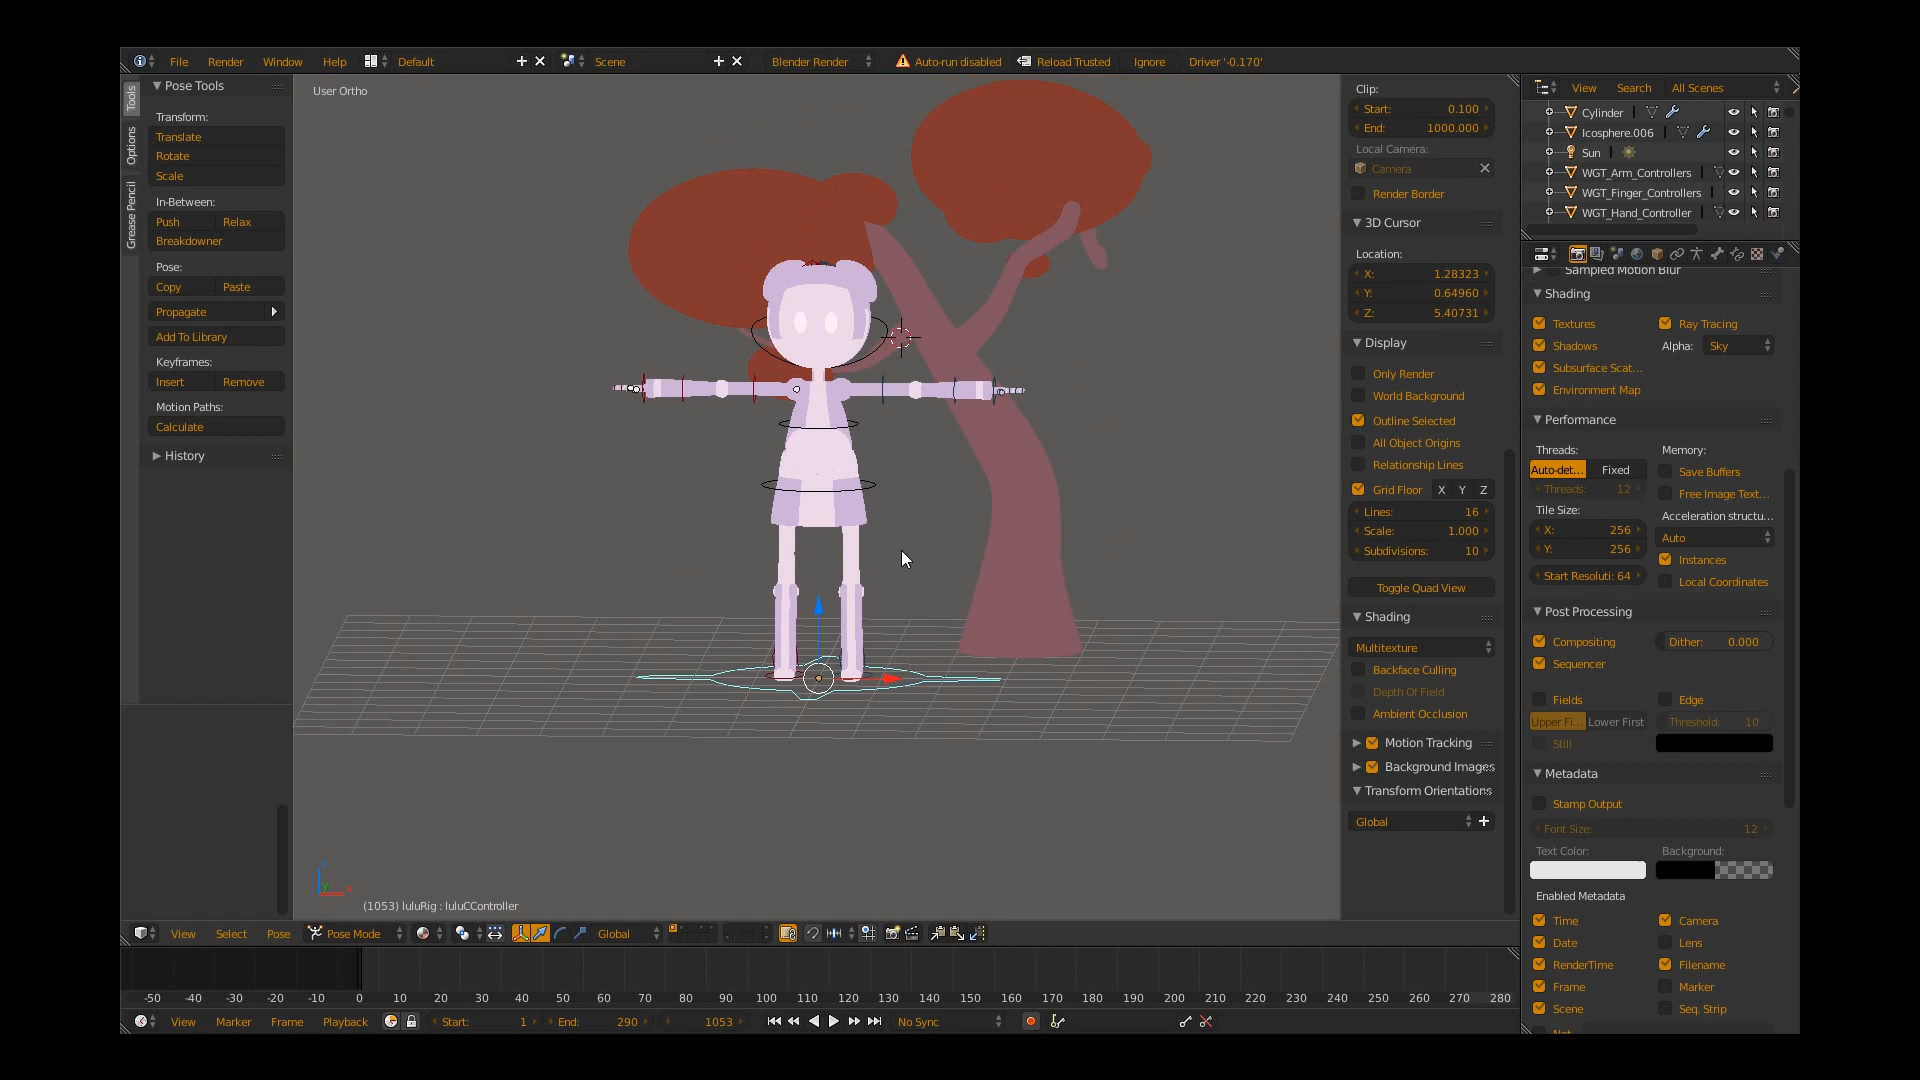 File Render Window Help Default Scene Blender Render Auto-run disabled Reload Trusted Ignore Driver '-0.170'
Tools
Options
Grease Pencil
Pose Tools
Transform:
Translate
Rotate
Scale
In-Between:
Push Relax
Breakdowner
Pose:
Copy Paste
Propagate
Add To Library
Keyframes:
Insert Remove
Motion Paths:
Calculate
History
User Ortho
(1053) luluRig : luluCController
Clip:
Start: 0.100
End: 1000.000
Local Camera:
Camera
Render Border
3D Cursor
Location:
X: 1.28323
Y: 0.64960
Z: 5.40731
Display
Only Render
World Background
Outline Selected
All Object Origins
Relationship Lines
Grid Floor X Y Z
Lines: 16
Scale: 1.000
Subdivisions: 10
Toggle Quad View
Shading
Multitexture
Backface Culling
Depth Of Field
Ambient Occlusion
Motion Tracking
Background Images
Transform Orientations
Global
View Search All Scenes
Cylinder
Icosphere.006
Sun
WGT_Arm_Controllers
WGT_Finger_Controllers
WGT_Hand_Controller
Sampled Motion Blur
Shading
Textures Ray Tracing
Shadows Alpha: Sky
Subsurface Scat...
Environment Map
Performance
Threads: Memory:
Auto-det... Fixed Save Buffers
Threads: 12 Free Image Text...
Tile Size: Acceleration structu...
X: 256 Auto
Y: 256 Instances
Start Resoluti: 64 Local Coordinates
Post Processing
Compositing Dither: 0.000
Sequencer
Fields Edge
Upper Fi... Lower First Threshold: 10
Still
Metadata
Stamp Output
Font Size: 12
Text Color: Background:
Enabled Metadata
Time Camera
Date Lens
RenderTime Filename
Frame Marker
Scene Seq. Strip
View Select Pose Pose Mode Global
-50 -40 -30 -20 -10 0 10 20 30 40 50 60 70 80 90 100 110 120 130 140 150 160 170 180 190 200 210 220 230 240 250 260 270 280
View Marker Frame Playback Start: 1 End: 290 1053 No Sync